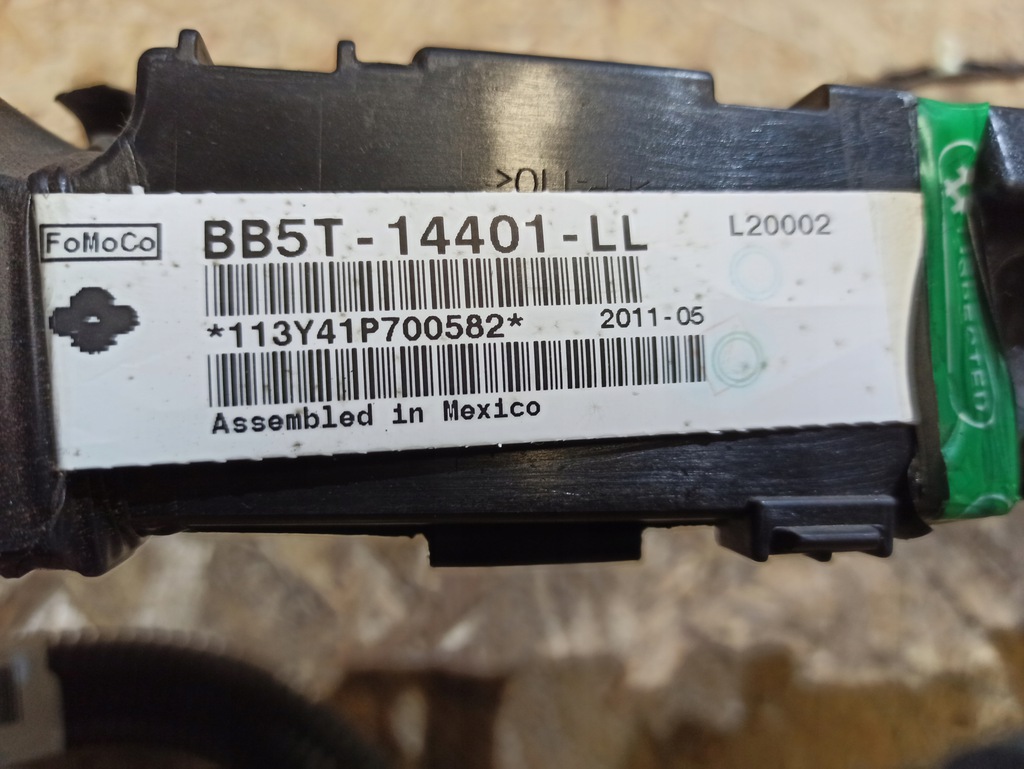 FoMoCo
BB5T-14401-LL
L20002
*113Y41P700582*
2011-05
Assembled in Mexico